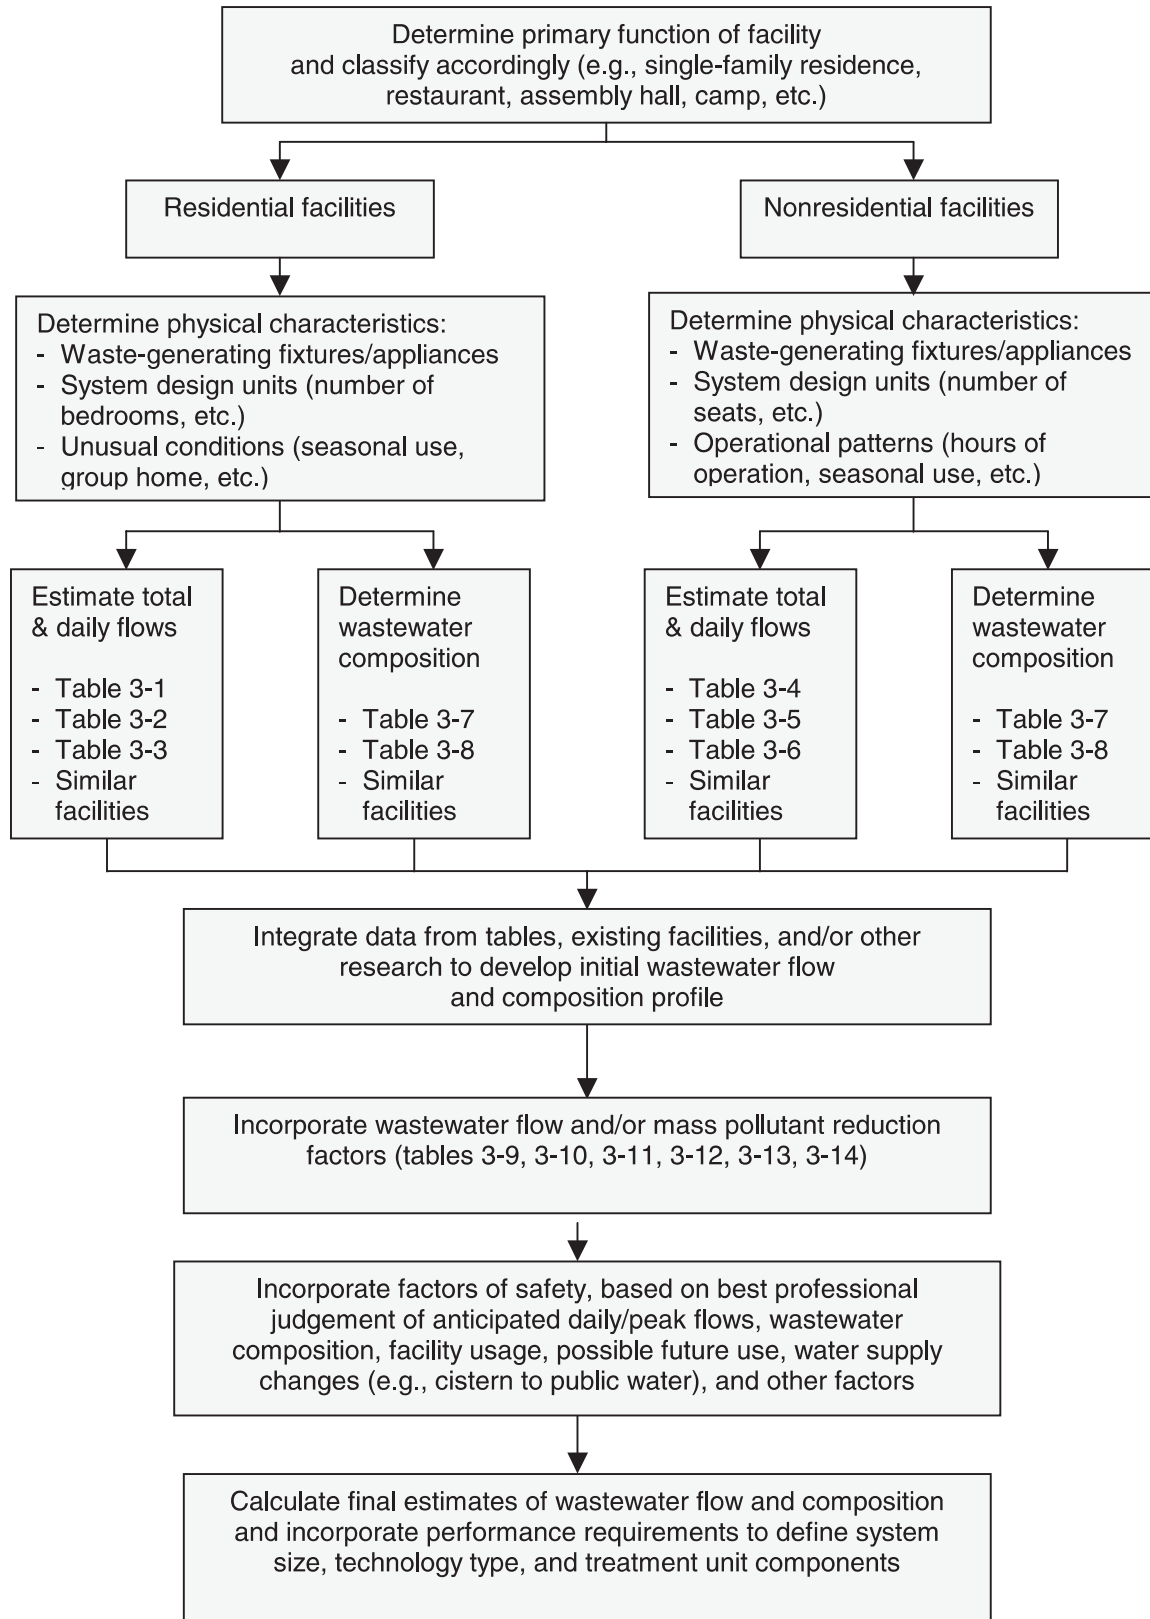 Determine primary function of facility
and classify accordingly (e.g., single-family residence,
restaurant, assembly hall, camp, etc.)
Residential facilities
Nonresidential facilities
Determine physical characteristics:
- Waste-generating fixtures/appliances
- System design units (number of
bedrooms, etc.)
- Unusual conditions (seasonal use,
group home, etc.)
Determine physical characteristics:
- Waste-generating fixtures/appliances
- System design units (number of
seats, etc.)
- Operational patterns (hours of
operation, seasonal use, etc.)
Estimate total
& daily flows
- Table 3-1
- Table 3-2
- Table 3-3
- Similar
facilities
Determine
wastewater
composition
- Table 3-7
- Table 3-8
- Similar
facilities
Estimate total
& daily flows
- Table 3-4
- Table 3-5
- Table 3-6
- Similar
facilities
Determine
wastewater
composition
- Table 3-7
- Table 3-8
- Similar
facilities
Integrate data from tables, existing facilities, and/or other
research to develop initial wastewater flow
and composition profile
Incorporate wastewater flow and/or mass pollutant reduction
factors (tables 3-9, 3-10, 3-11, 3-12, 3-13, 3-14)
Incorporate factors of safety, based on best professional
judgement of anticipated daily/peak flows, wastewater
composition, facility usage, possible future use, water supply
changes (e.g., cistern to public water), and other factors
Calculate final estimates of wastewater flow and composition
and incorporate performance requirements to define system
size, technology type, and treatment unit components